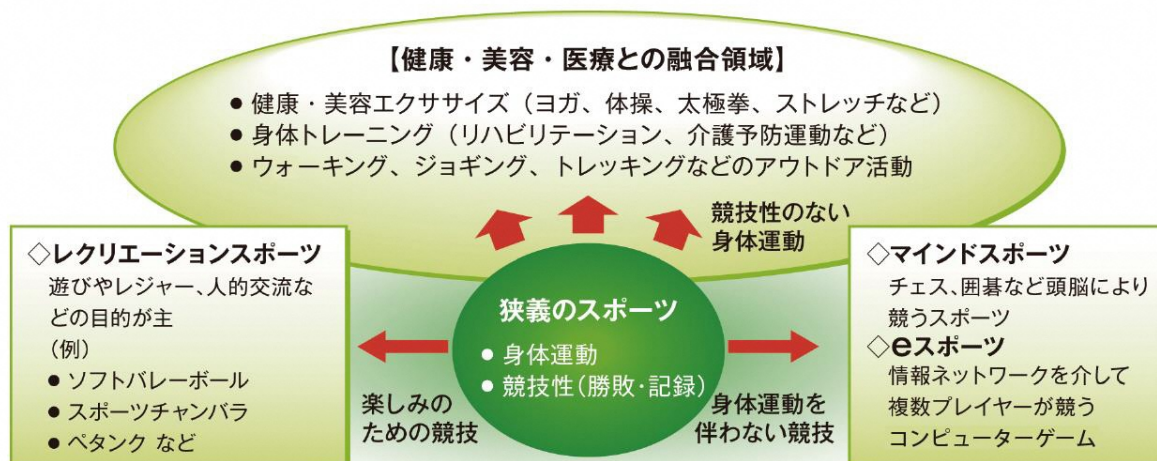 【健康・美容・医療との融合領域】
● 健康・美容エクササイズ（ヨガ、体操、太極拳、ストレッチなど）
● 身体トレーニング（リハビリテーション、介護予防運動など）
● ウォーキング、ジョギング、トレッキングなどのアウトドア活動
競技性のない
身体運動
◇レクリエーションスポーツ
遊びやレジャー、人的交流な
どの目的が主
（例）
● ソフトバレーボール
● スポーツチャンバラ
● ペタンク など
狭義のスポーツ
● 身体運動
● 競技性（勝敗・記録）
楽しみの
ための競技
身体運動を
伴わない競技
◇マインドスポーツ
チェス、囲碁など頭脳により
競うスポーツ
◇eスポーツ
情報ネットワークを介して
複数プレイヤーが競う
コンピューターゲーム